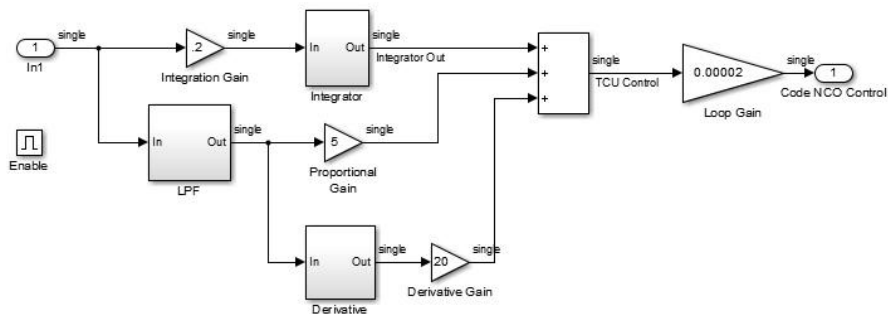 single
.2
single
In
Out
single
1
In1
Integration Gain
Integrator
Integrator Out
+
+
+
single
TCU Control
0.00002
single
1
Code NCO Control
Loop Gain
Enable
In
Out
single
LPF
5
single
Proportional
Gain
In
Out
single
Derivative
20
single
Derivative Gain